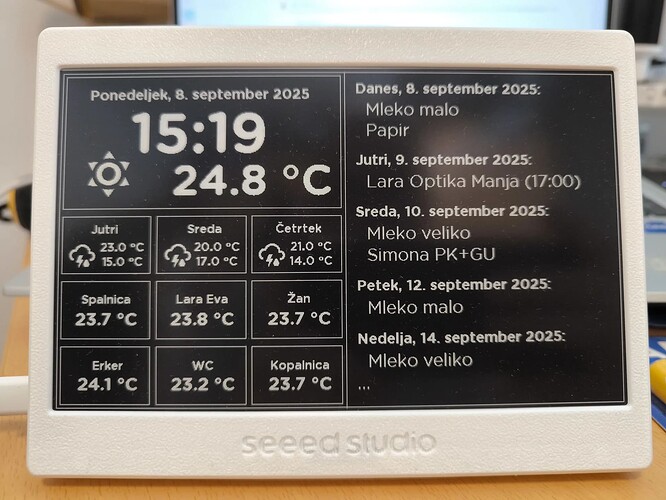 Ponedeljek, 8. september 2025
15:19
24.8 °C
Jutri
23.0 °C
15.0 °C
Sreda
20.0 °C
17.0 °C
Četrtek
21.0 °C
14.0 °C
Spalnica
23.7 °C
Lara Eva
23.8 °C
Žan
23.7 °C
Erker
24.1 °C
WC
23.2 °C
Kopalnica
23.7 °C
Danes, 8. september 2025:
Mleko malo
Papir
Jutri, 9. september 2025:
Lara Optika Manja (17:00)
Sreda, 10. september 2025:
Mleko veliko
Simona PK+GU
Petek, 12. september 2025:
Mleko malo
Nedelja, 14. september 2025:
Mleko veliko
...
seeed studio